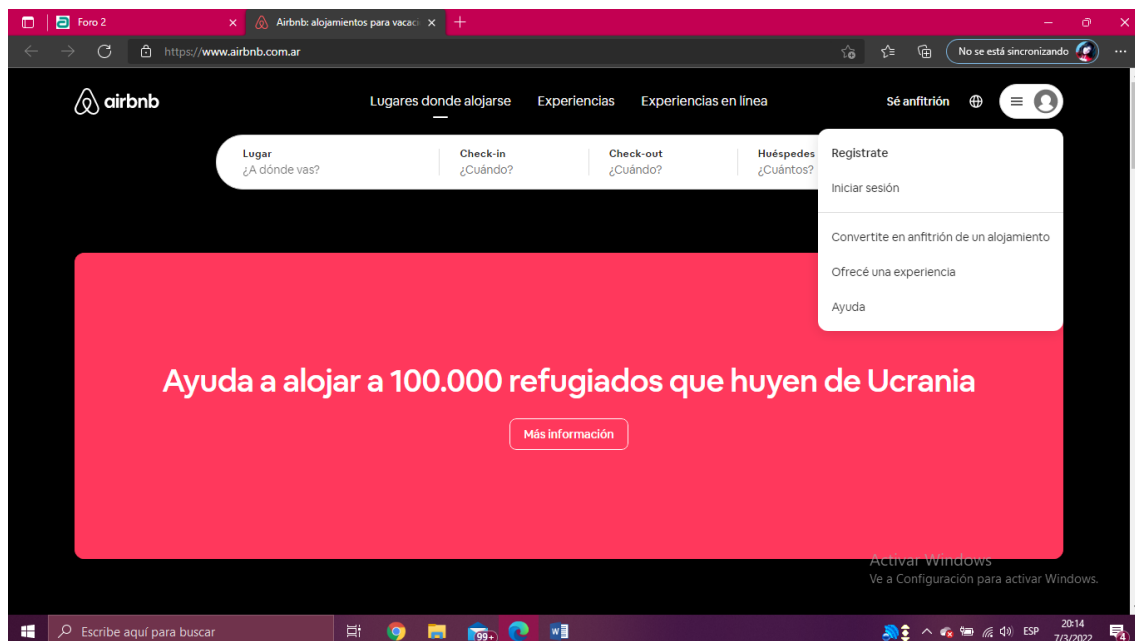 Foro 2
Airbnb: alojamientos para vacaci
https://www.airbnb.com.ar
No se está sincronizando
airbnb
Lugares donde alojarse
Experiencias
Experiencias en línea
Sé anfitrión
Lugar
¿A dónde vas?
Check-in
¿Cuándo?
Check-out
¿Cuándo?
Huéspedes
¿Cuántos?
Registrate
Iniciar sesión
Convertite en anfitrión de un alojamiento
Ofrecé una experiencia
Ayuda
Ayuda a alojar a 100.000 refugiados que huyen de Ucrania
Más información
Activar Windows
Ve a Configuración para activar Windows.
Escribe aquí para buscar
99+
W
ESP
20:14
7/3/2022
4